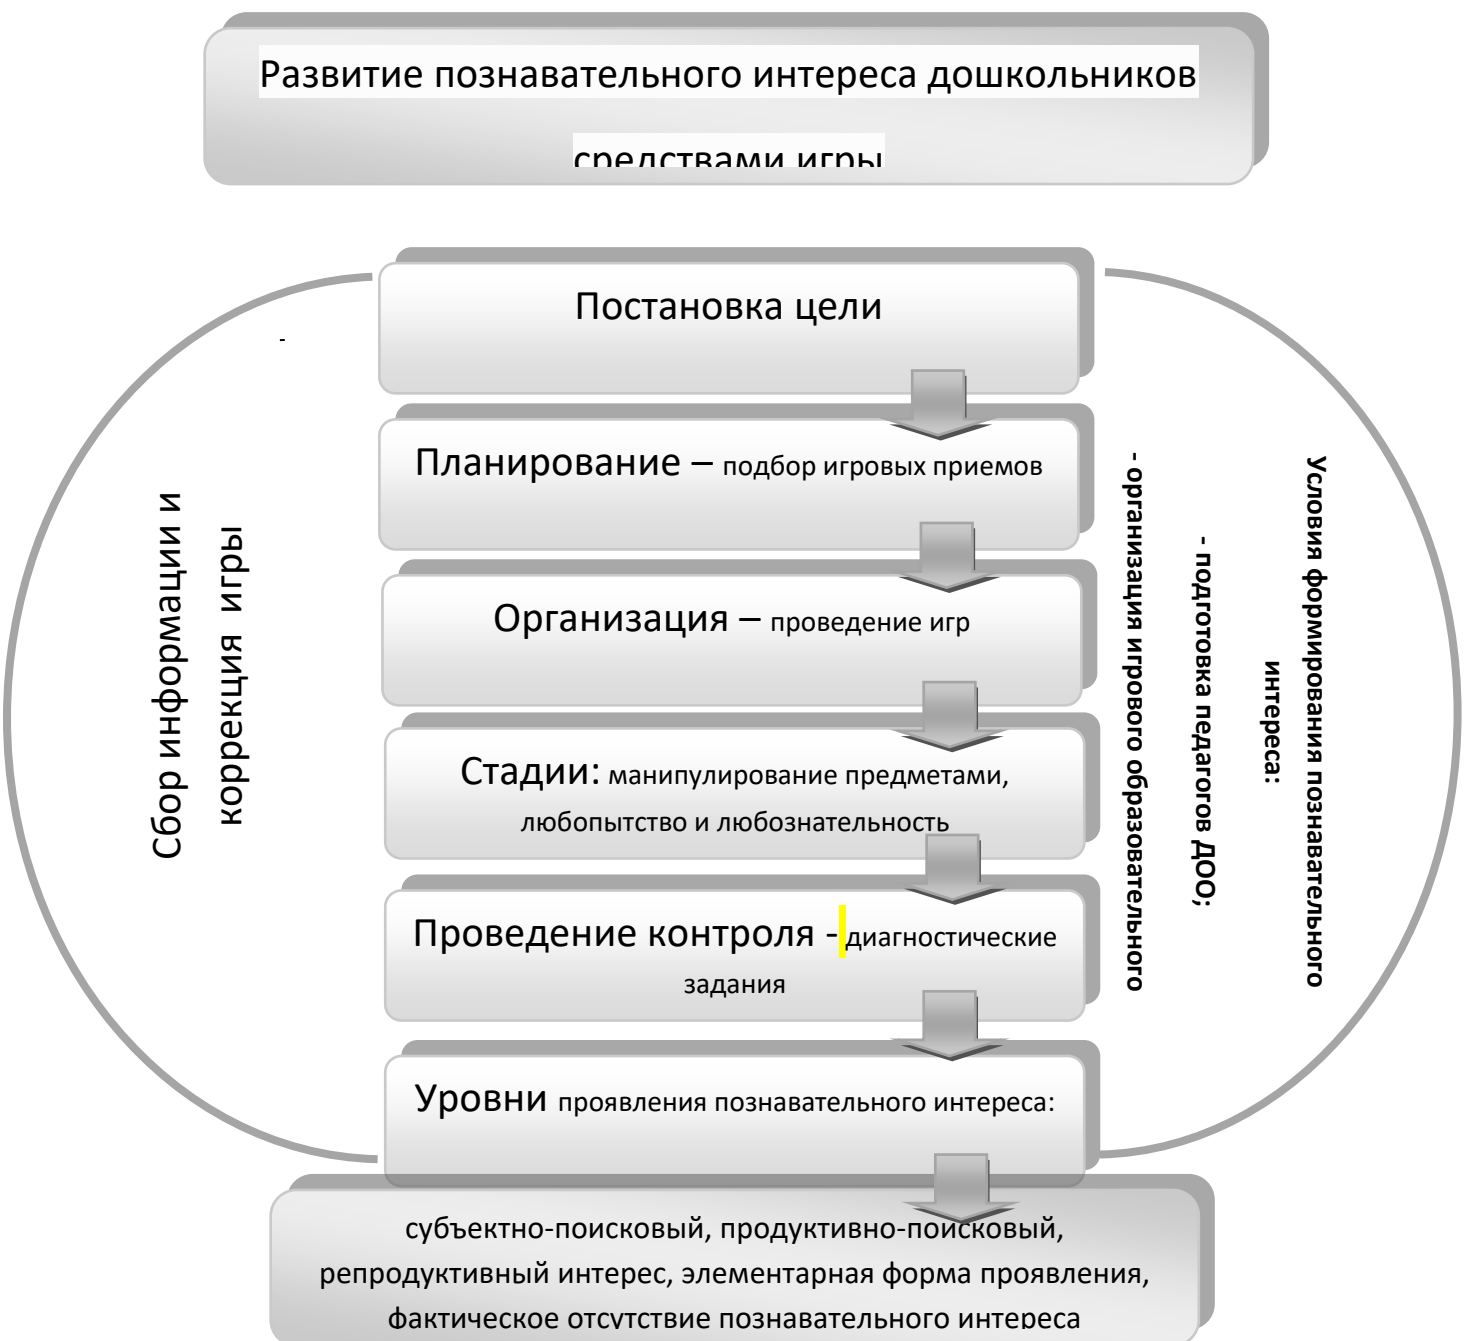 Развитие познавательного интереса дошкольников
средствами игры
Постановка цели
-
Планирование – подбор игровых приемов
Организация – проведение игр
Стадии: манипулирование предметами,
любопытство и любознательность
Проведение контроля - диагностические
задания
Уровни проявления познавательного интереса:
субъектно-поисковый, продуктивно-поисковый,
репродуктивный интерес, элементарная форма проявления,
фактическое отсутствие познавательного интереса
Сбор информации и
коррекция игры
Условия формирования познавательного
интереса:
- подготовка педагогов ДОО;
- организация игрового образовательного